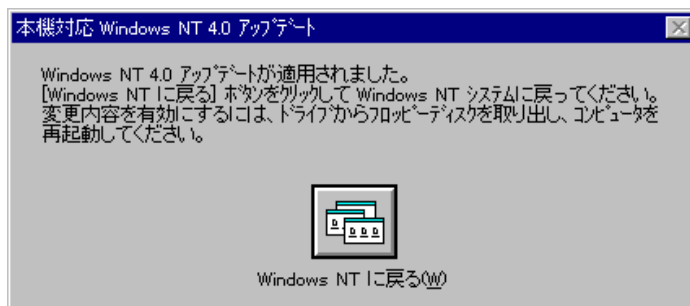 本機対応 Windows NT 4.0 ｱｯﾌﾟﾃﾞｰﾄ
Windows NT 4.0 ｱｯﾌﾟﾃﾞｰﾄが適用されました。
[Windows NT に戻る] ﾎﾞﾀﾝをｸﾘｯｸして Windows NT ｼｽﾃﾑに戻ってください。
変更内容を有効にするには、ﾄﾞﾗｲﾌﾞからﾌﾛｯﾋﾟｰﾃﾞｨｽｸを取り出し、ｺﾝﾋﾟｭｰﾀを
再起動してください。
Windows NT に戻る(W)